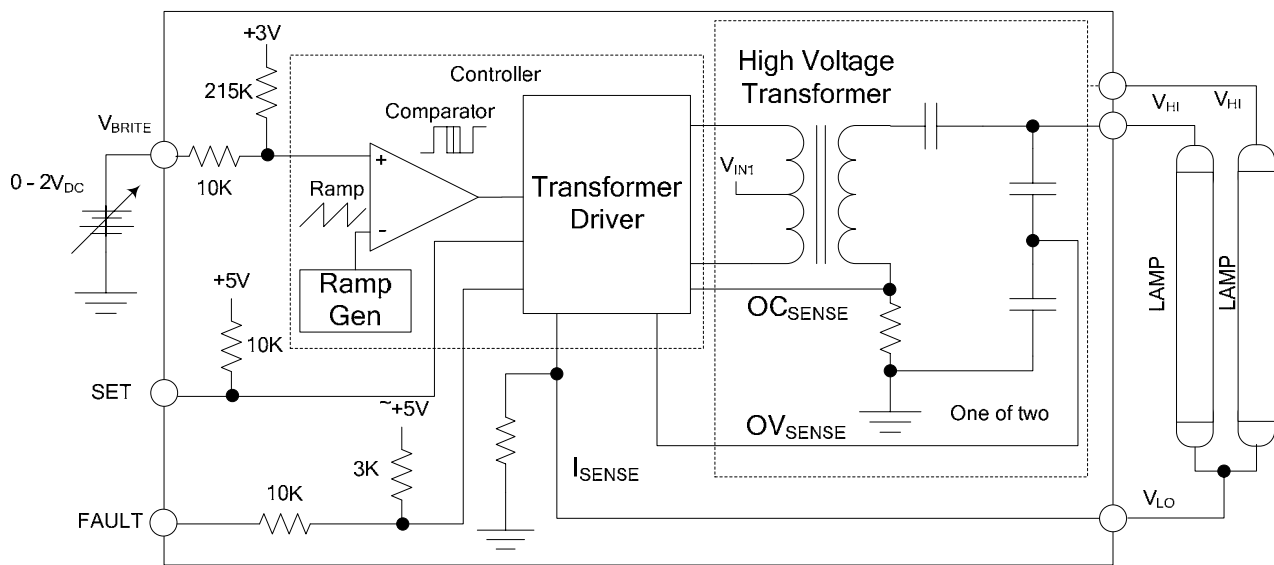 +3V
215K
Controller
Comparator
High Voltage
Transformer
V_HI
V_HI
V_BRITE
10K
0 - 2V_DC
Ramp
+
-
Ramp
Gen
Transformer
Driver
V_IN1
LAMP
LAMP
+5V
10K
OC_SENSE
SET
~+5V
One of two
OV_SENSE
3K
I_SENSE
10K
FAULT
V_LO